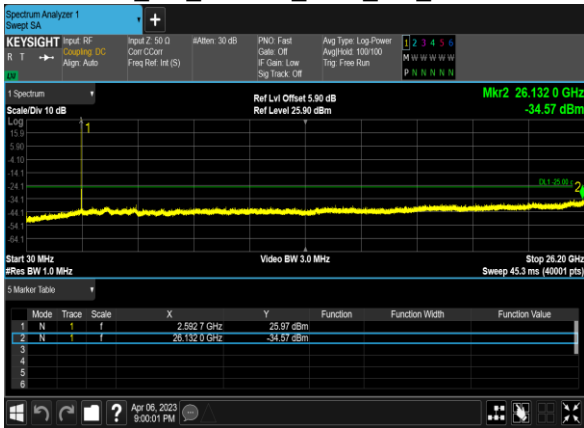 Spectrum Analyzer 1
Swept SA
+
KEYSIGHT Input: RF Input Z: 50 Ω #Atten: 30 dB PNO: Fast Avg Type: Log-Power 1 2 3 4 5 6
R T Coupling: DC Corr CCorr Gate: Off Avg|Hold: 100/100 M W W W W W
Align: Auto Freq Ref: Int (S) IF Gain: Low Trig: Free Run
Sig Track: Off P N N N N N
1 Spectrum Ref Lvl Offset 5.90 dB Mkr2 26.132 0 GHz
Scale/Div 10 dB Ref Level 25.90 dBm -34.57 dBm
Log
15.9
5.90
-4.10
-14.1
-24.1
-34.1
-44.1
-54.1
-64.1
1
DL1 -25.00
2
Start 30 MHz Video BW 3.0 MHz Stop 26.20 GHz
#Res BW 1.0 MHz Sweep 45.3 ms (40001 pts)
5 Marker Table
Mode Trace Scale X Y Function Function Width Function Value
1 N 1 f 2.592 7 GHz 25.97 dBm
2 N 1 f 26.132 0 GHz -34.57 dBm
3
4
5
6
? Apr 06, 2023
9:00:01 PM